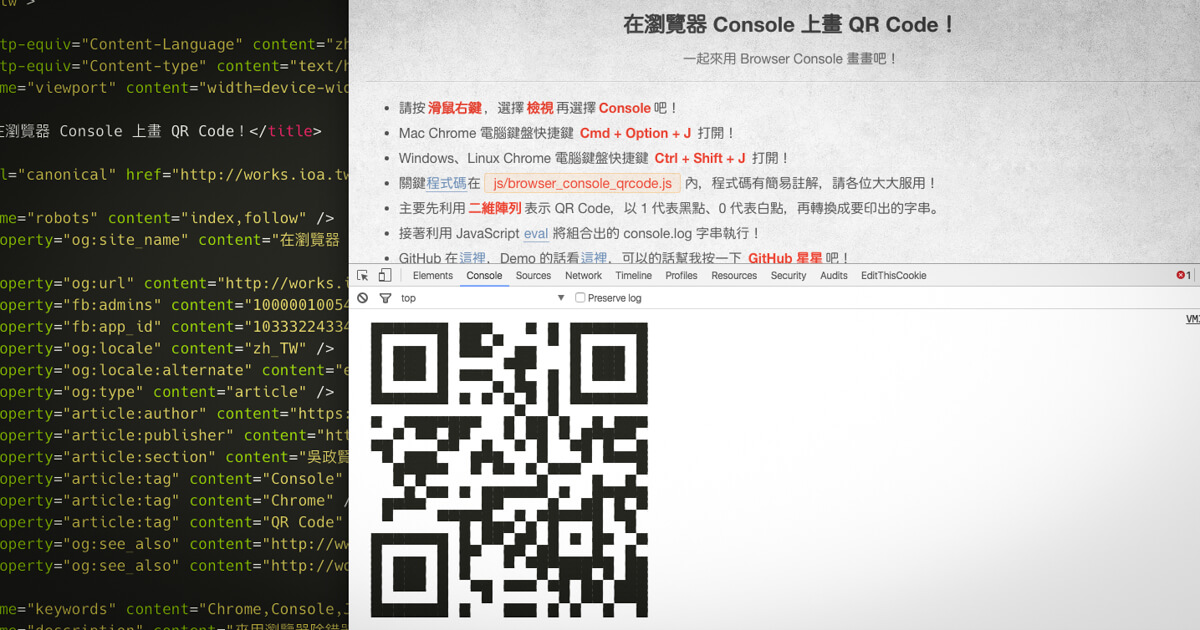 tw">
tp-equiv="Content-Language" content="zh
tp-equiv="Content-type" content="text/h
me="viewport" content="width=device-wid
在瀏覽器 Console 上畫 QR Code！</title>
l="canonical" href="http://works.ioa.tw
me="robots" content="index,follow" />
operty="og:site_name" content="在瀏覽器
operty="og:url" content="http://works.i
operty="fb:admins" content="10000010054
operty="fb:app_id" content="10333224334
operty="og:locale" content="zh_TW" />
operty="og:locale:alternate" content="e
operty="og:type" content="article" />
operty="article:author" content="https:
operty="article:publisher" content="htt
operty="article:section" content="吳政賢
operty="article:tag" content="Console"
operty="article:tag" content="Chrome" /
operty="article:tag" content="QR Code"
operty="og:see_also" content="http://ww
operty="og:see_also" content="http://wo
me="keywords" content="Chrome,Console,J
me="description" content="來用瀏覽器除錯器
在瀏覽器 Console 上畫 QR Code！
一起來用 Browser Console 畫畫吧！
請按 滑鼠右鍵，選擇 檢視 再選擇 Console 吧！
Mac Chrome 電腦鍵盤快捷鍵 Cmd + Option + J 打開！
Windows、Linux Chrome 電腦鍵盤快捷鍵 Ctrl + Shift + J 打開！
關鍵程式碼在 js/browser_console_qrcode.js 內，程式碼有簡易註解，請各位大大服用！
主要先利用 二維陣列 表示 QR Code，以 1 代表黑點、0 代表白點，再轉換成要印出的字串。
接著利用 JavaScript eval 將組合出的 console.log 字串執行！
GitHub 在這裡，Demo 的話看這裡，可以的話幫我按一下 GitHub 星星 吧！
Elements Console Sources Network Timeline Profiles Resources Security Audits EditThisCookie 1
top Preserve log